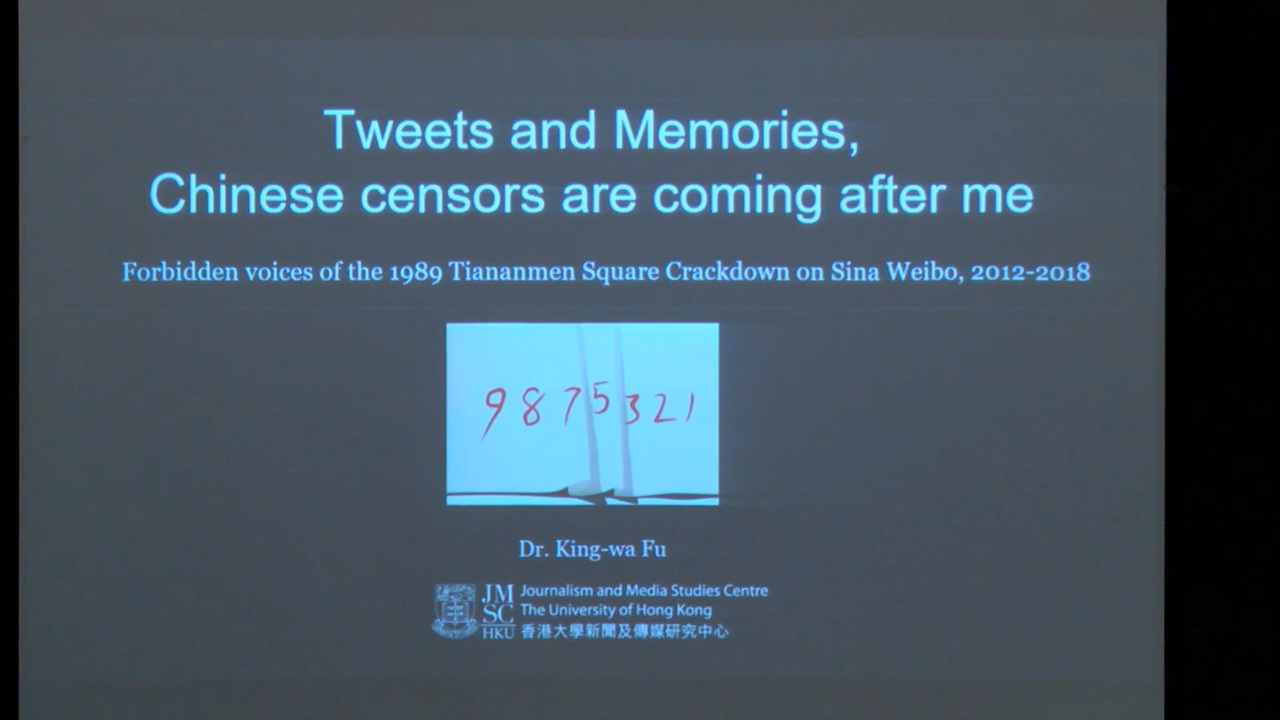 Tweets and Memories,
Chinese censors are coming after me
Forbidden voices of the 1989 Tiananmen Square Crackdown on Sina Weibo, 2012-2018
9875321
Dr. King-wa Fu
JM
SC
HKU
Journalism and Media Studies Centre
The University of Hong Kong
香港大學新聞及傳媒研究中心